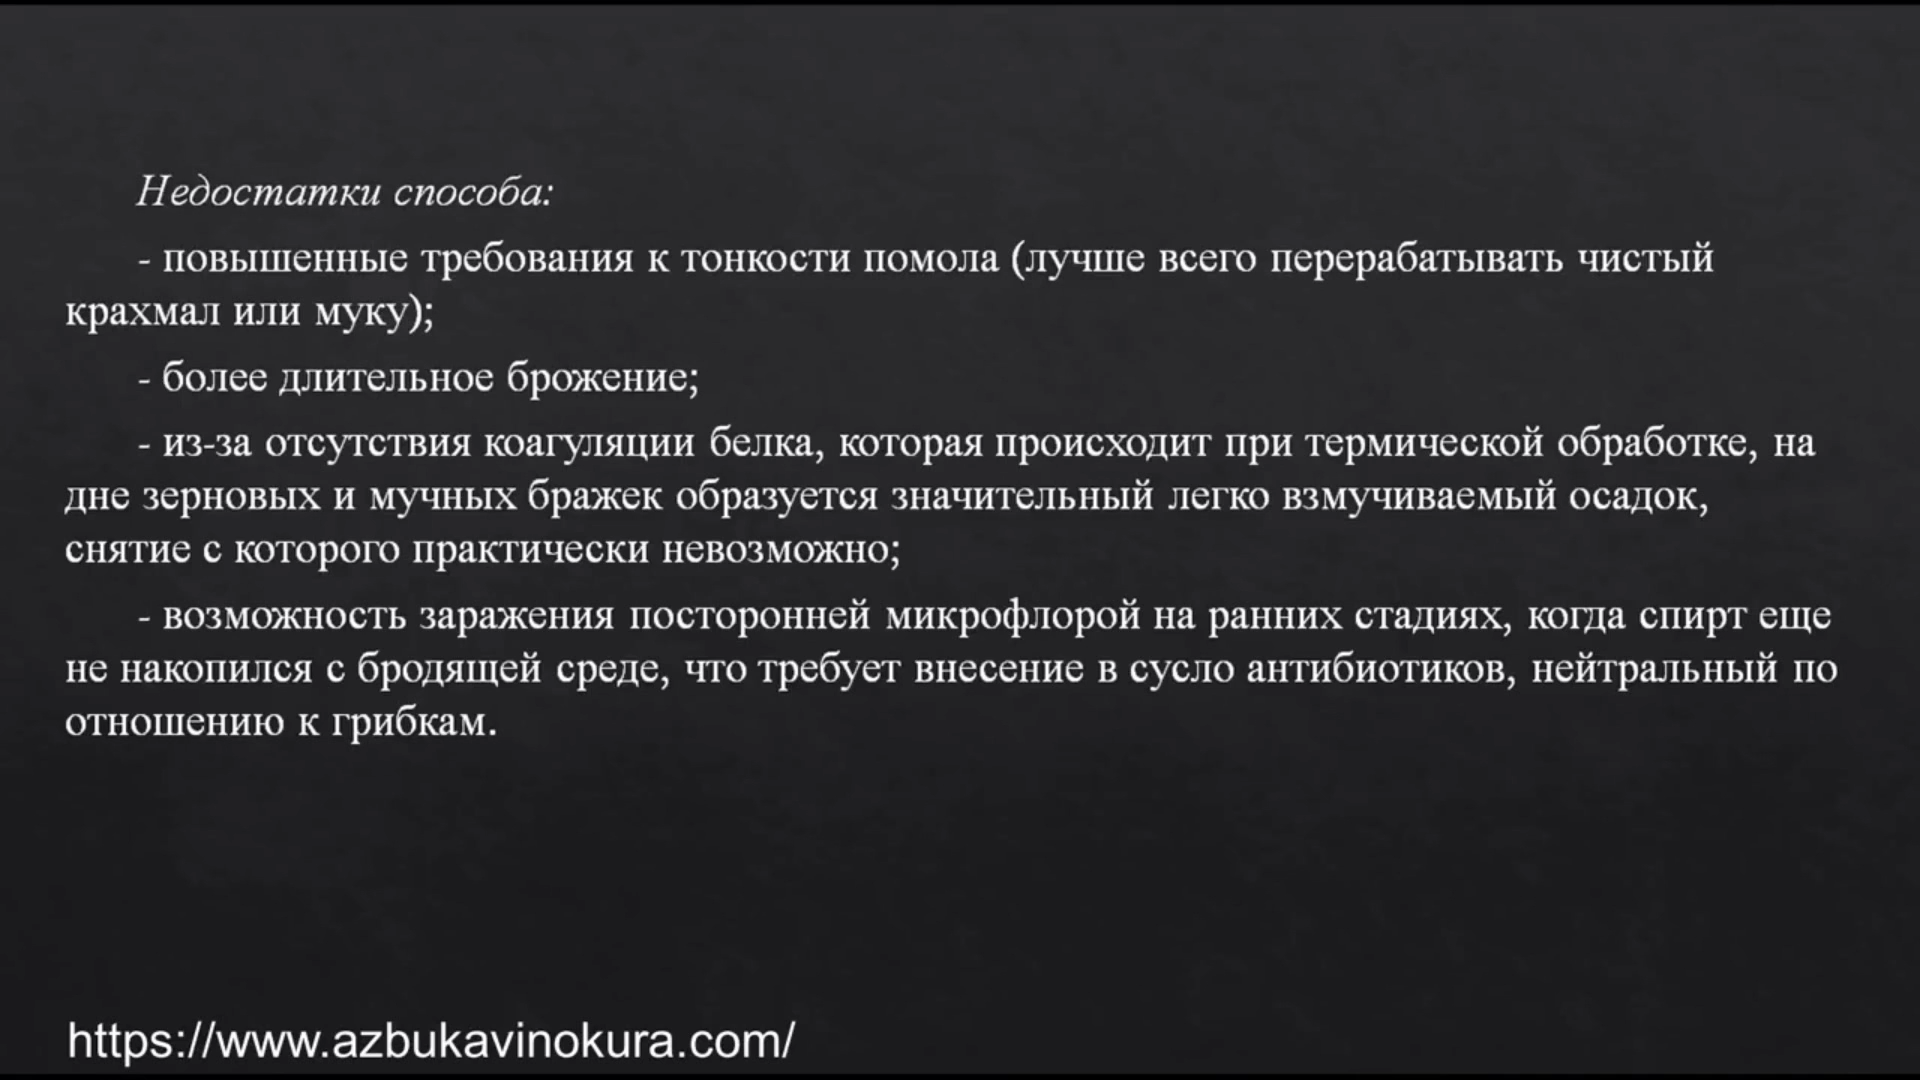 Недостатки способа:
- повышенные требования к тонкости помола (лучше всего перерабатывать чистый
крахмал или муку);
- более длительное брожение;
- из-за отсутствия коагуляции белка, которая происходит при термической обработке, на
дне зерновых и мучных бражек образуется значительный легко взмучиваемый осадок,
снятие с которого практически невозможно;
- возможность заражения посторонней микрофлорой на ранних стадиях, когда спирт еще
не накопился с бродящей среде, что требует внесение в сусло антибиотиков, нейтральный по
отношению к грибкам.
https://www.azbukavinokura.com/